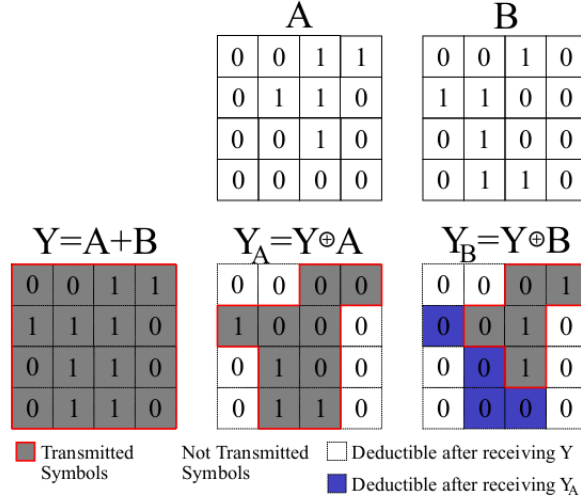 A B
0 0 1 1 0 0 1 0
0 1 1 0 1 1 0 0
0 0 1 0 0 1 0 0
0 0 0 0 0 1 1 0
Y=A+B Y_A=Y⊕A Y_B=Y⊕B
0 0 1 1 0 0 0 0 0 0 0 1
1 1 1 0 1 0 0 0 0 0 1 0
0 1 1 0 0 1 0 0 0 0 1 0
0 1 1 0 0 1 1 0 0 0 0 0
Transmitted Symbols
Not Transmitted Symbols
Deductible after receiving Y
Deductible after receiving Y_A